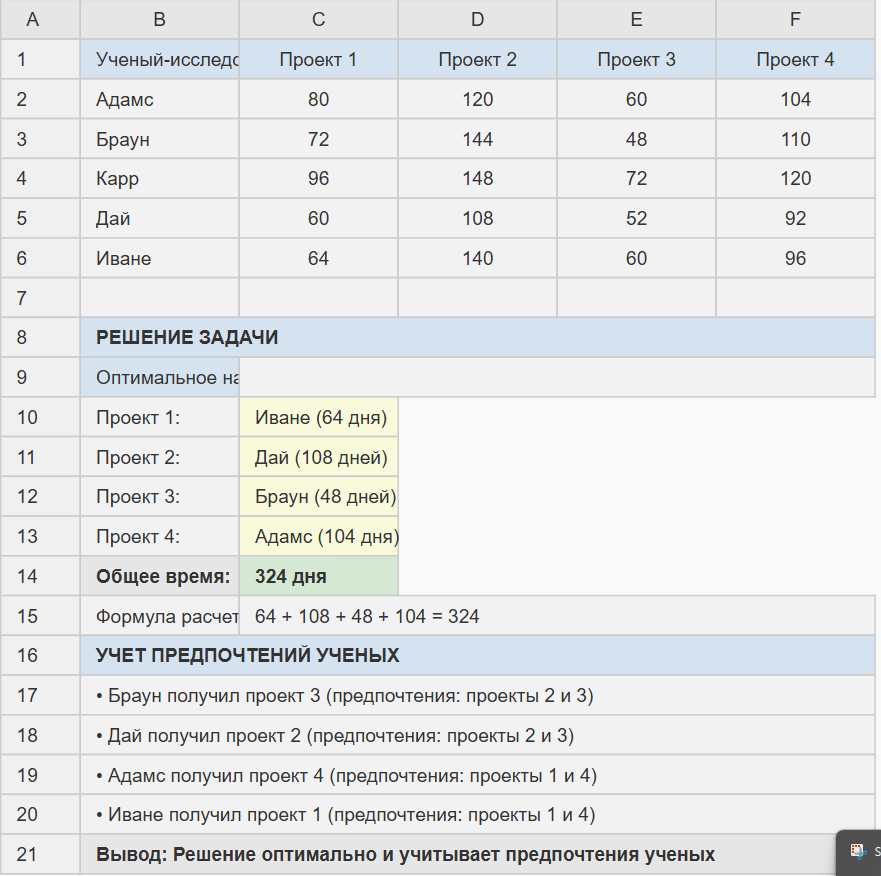 A B C D E F
1 Ученый-исследо Проект 1 Проект 2 Проект 3 Проект 4
2 Адамс 80 120 60 104
3 Браун 72 144 48 110
4 Карр 96 148 72 120
5 Дай 60 108 52 92
6 Иване 64 140 60 96
7
8 РЕШЕНИЕ ЗАДАЧИ
9 Оптимальное на
10 Проект 1: Иване (64 дня)
11 Проект 2: Дай (108 дней)
12 Проект 3: Браун (48 дней)
13 Проект 4: Адамс (104 дня)
14 Общее время: 324 дня
15 Формула расчет 64 + 108 + 48 + 104 = 324
16 УЧЕТ ПРЕДПОЧТЕНИЙ УЧЕНЫХ
17 • Браун получил проект 3 (предпочтения: проекты 2 и 3)
18 • Дай получил проект 2 (предпочтения: проекты 2 и 3)
19 • Адамс получил проект 4 (предпочтения: проекты 1 и 4)
20 • Иване получил проект 1 (предпочтения: проекты 1 и 4)
21 Вывод: Решение оптимально и учитывает предпочтения ученых